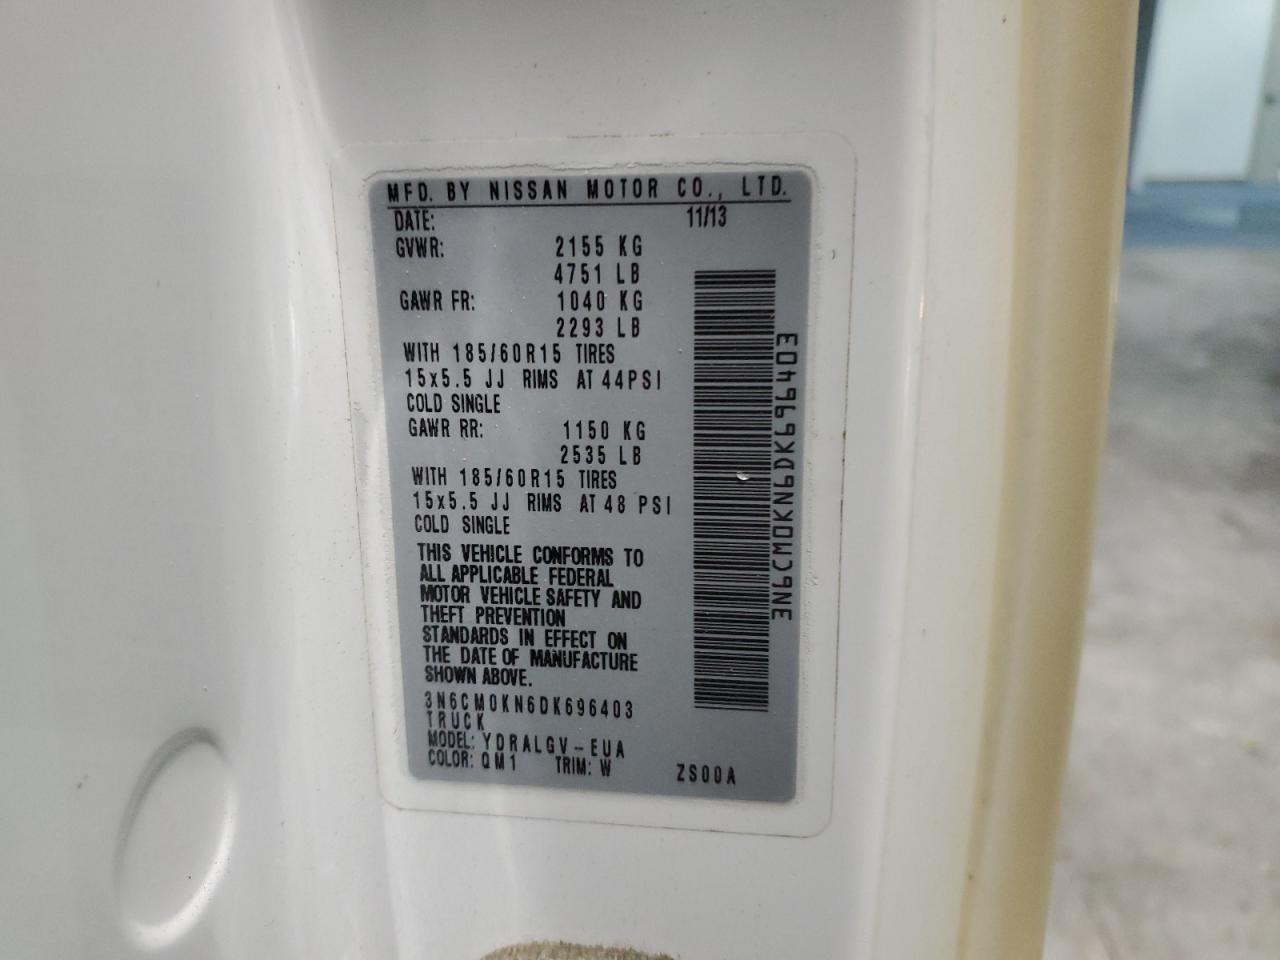 MFD. BY NISSAN MOTOR CO., LTD.
DATE: 11/13
GVWR: 2155 KG
4751 LB
GAWR FR: 1040 KG
2293 LB
WITH 185/60R15 TIRES
15x5.5 JJ RIMS AT 44PSI
COLD SINGLE
GAWR RR: 1150 KG
2535 LB
WITH 185/60R15 TIRES
15x5.5 JJ RIMS AT 48 PSI
COLD SINGLE
THIS VEHICLE CONFORMS TO
ALL APPLICABLE FEDERAL
MOTOR VEHICLE SAFETY AND
THEFT PREVENTION
STANDARDS IN EFFECT ON
THE DATE OF MANUFACTURE
SHOWN ABOVE.
3N6CM0KN6DK696403
TRUCK
MODEL: YDRALGV-EUA
COLOR: QM1 TRIM: W ZS00A
3N6CM0KN6DK696403